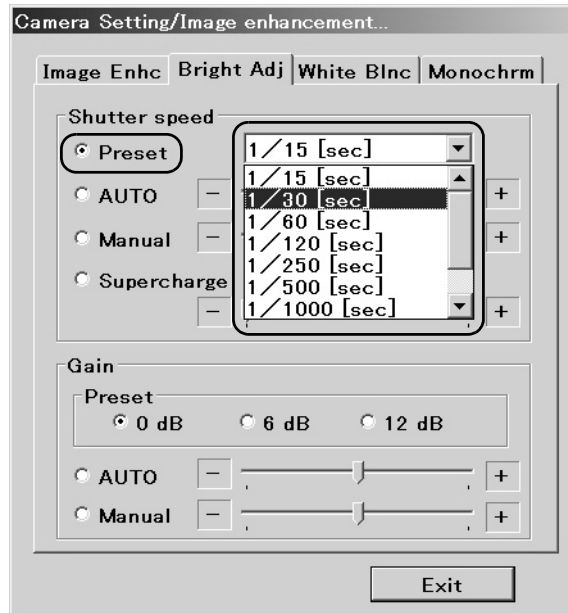 Camera Setting/Image enhancement...
Image Enhc Bright Adj White Blnc Monochrm
Shutter speed
Preset 1／15 [sec]
1／15 [sec]
AUTO － 1／30 [sec] +
1／60 [sec]
Manual － 1／120 [sec] +
1／250 [sec]
Supercharge 1／500 [sec]
－ 1／1000 [sec] +
Gain
Preset
0 dB 6 dB 12 dB
AUTO － +
Manual － +
Exit